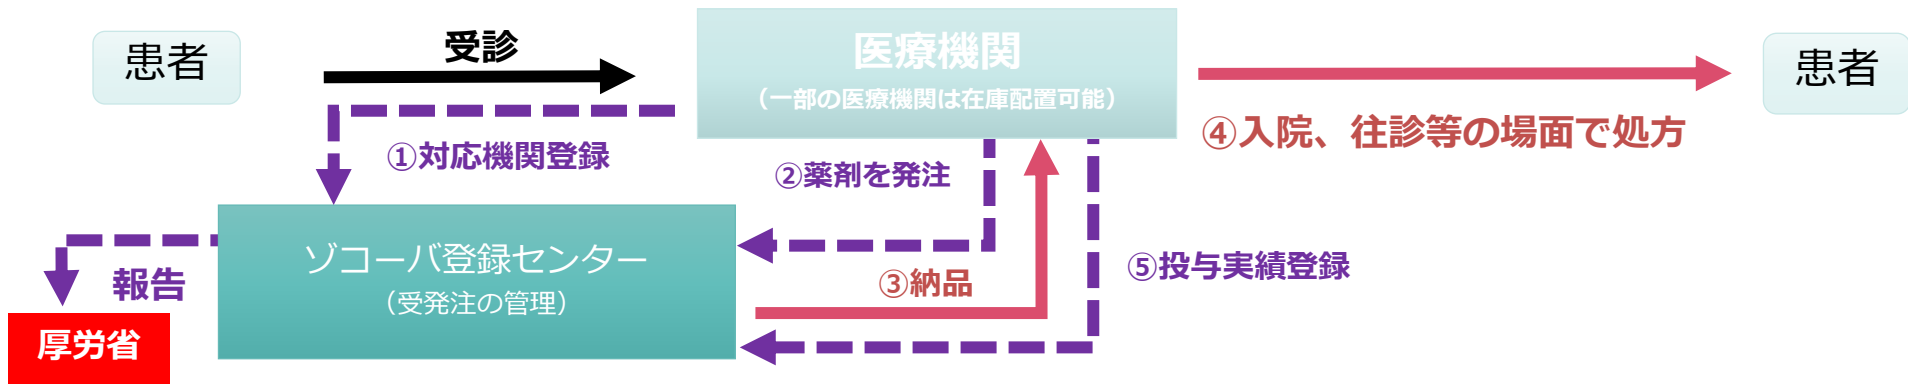 患者
受診
医療機関
（一部の医療機関は在庫配置可能）
患者
④入院、往診等の場面で処方
①対応機関登録
②薬剤を発注
ゾコーバ登録センター
（受発注の管理）
③納品
⑤投与実績登録
報告
厚労省